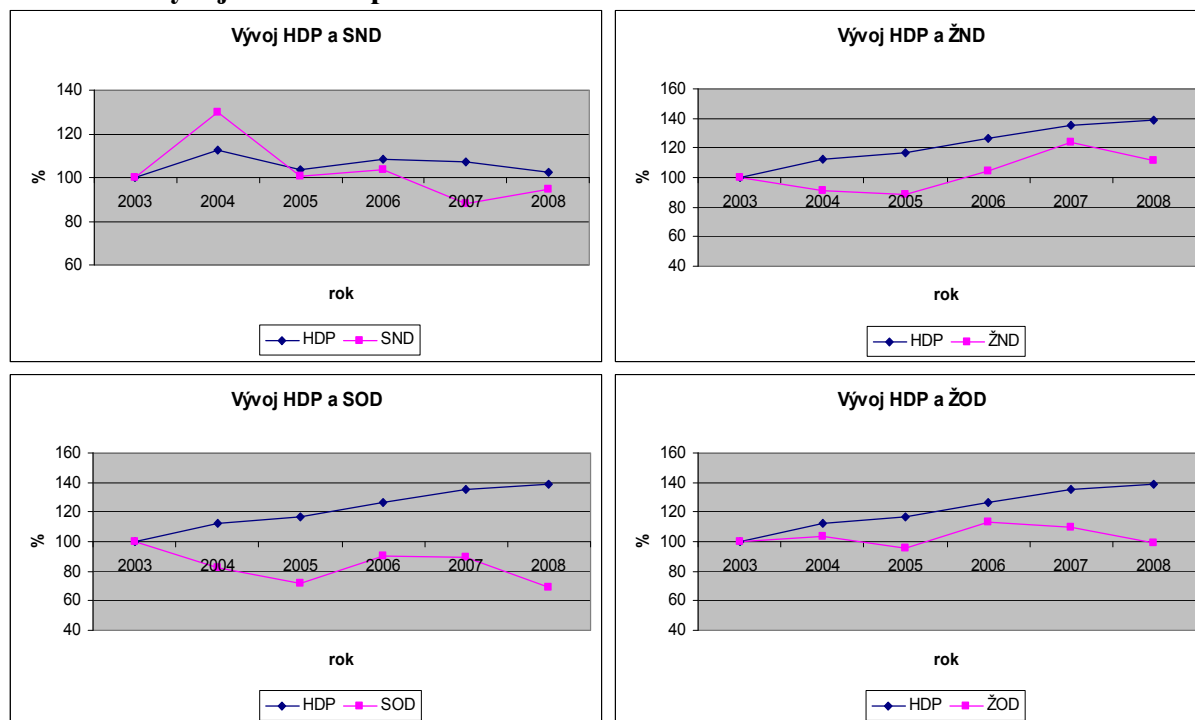 Vývoj HDP a SND
140
120
100
80
60
%
2003 2004 2005 2006 2007 2008
rok
HDP SND
Vývoj HDP a ŽND
160
140
120
100
80
60
40
%
2003 2004 2005 2006 2007 2008
rok
HDP ŽND
Vývoj HDP a SOD
160
140
120
100
80
60
40
%
2003 2004 2005 2006 2007 2008
rok
HDP SOD
Vývoj HDP a ŽOD
160
140
120
100
80
60
40
%
2003 2004 2005 2006 2007 2008
rok
HDP ŽOD